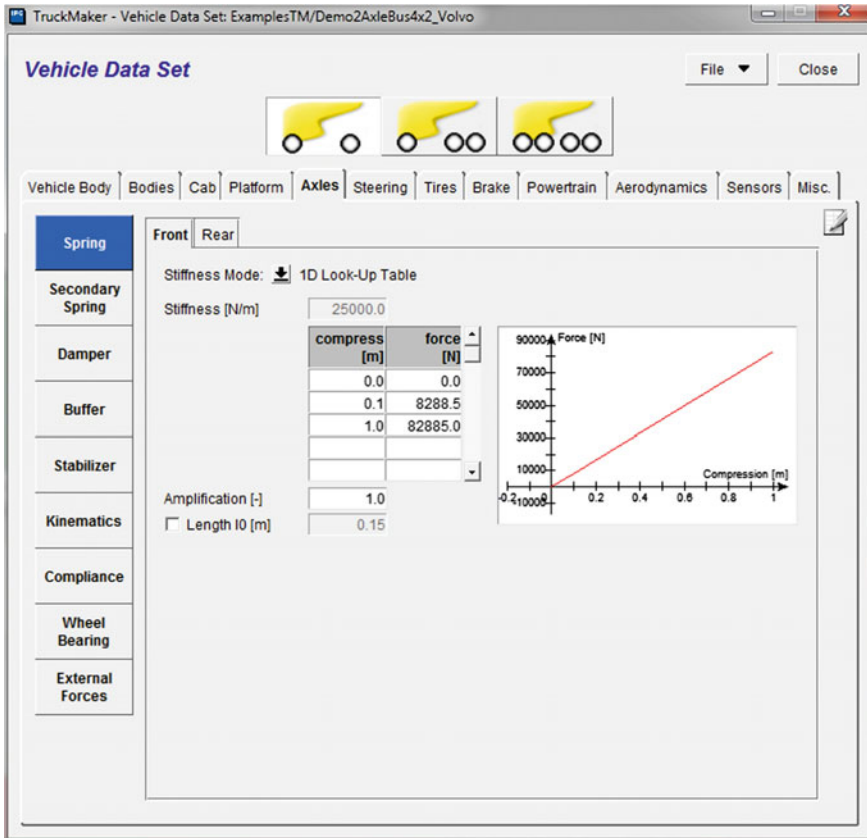 TruckMaker - Vehicle Data Set: ExamplesTM/Demo2AxleBus4x2_Volvo
Vehicle Data Set
File
Close
Vehicle Body Bodies Cab Platform Axles Steering Tires Brake Powertrain Aerodynamics Sensors Misc.
Spring
Secondary
Spring
Damper
Buffer
Stabilizer
Kinematics
Compliance
Wheel
Bearing
External
Forces
Front Rear
Stiffness Mode: 1D Look-Up Table
Stiffness [N/m] 25000.0
compress force
[m] [N]
0.0 0.0
0.1 8288.5
1.0 82885.0
Amplification [-] 1.0
Length l0 [m] 0.15
Force [N]
90000
70000
50000
30000
10000
-10000
Compression [m]
-0.2 0 0.2 0.4 0.6 0.8 1